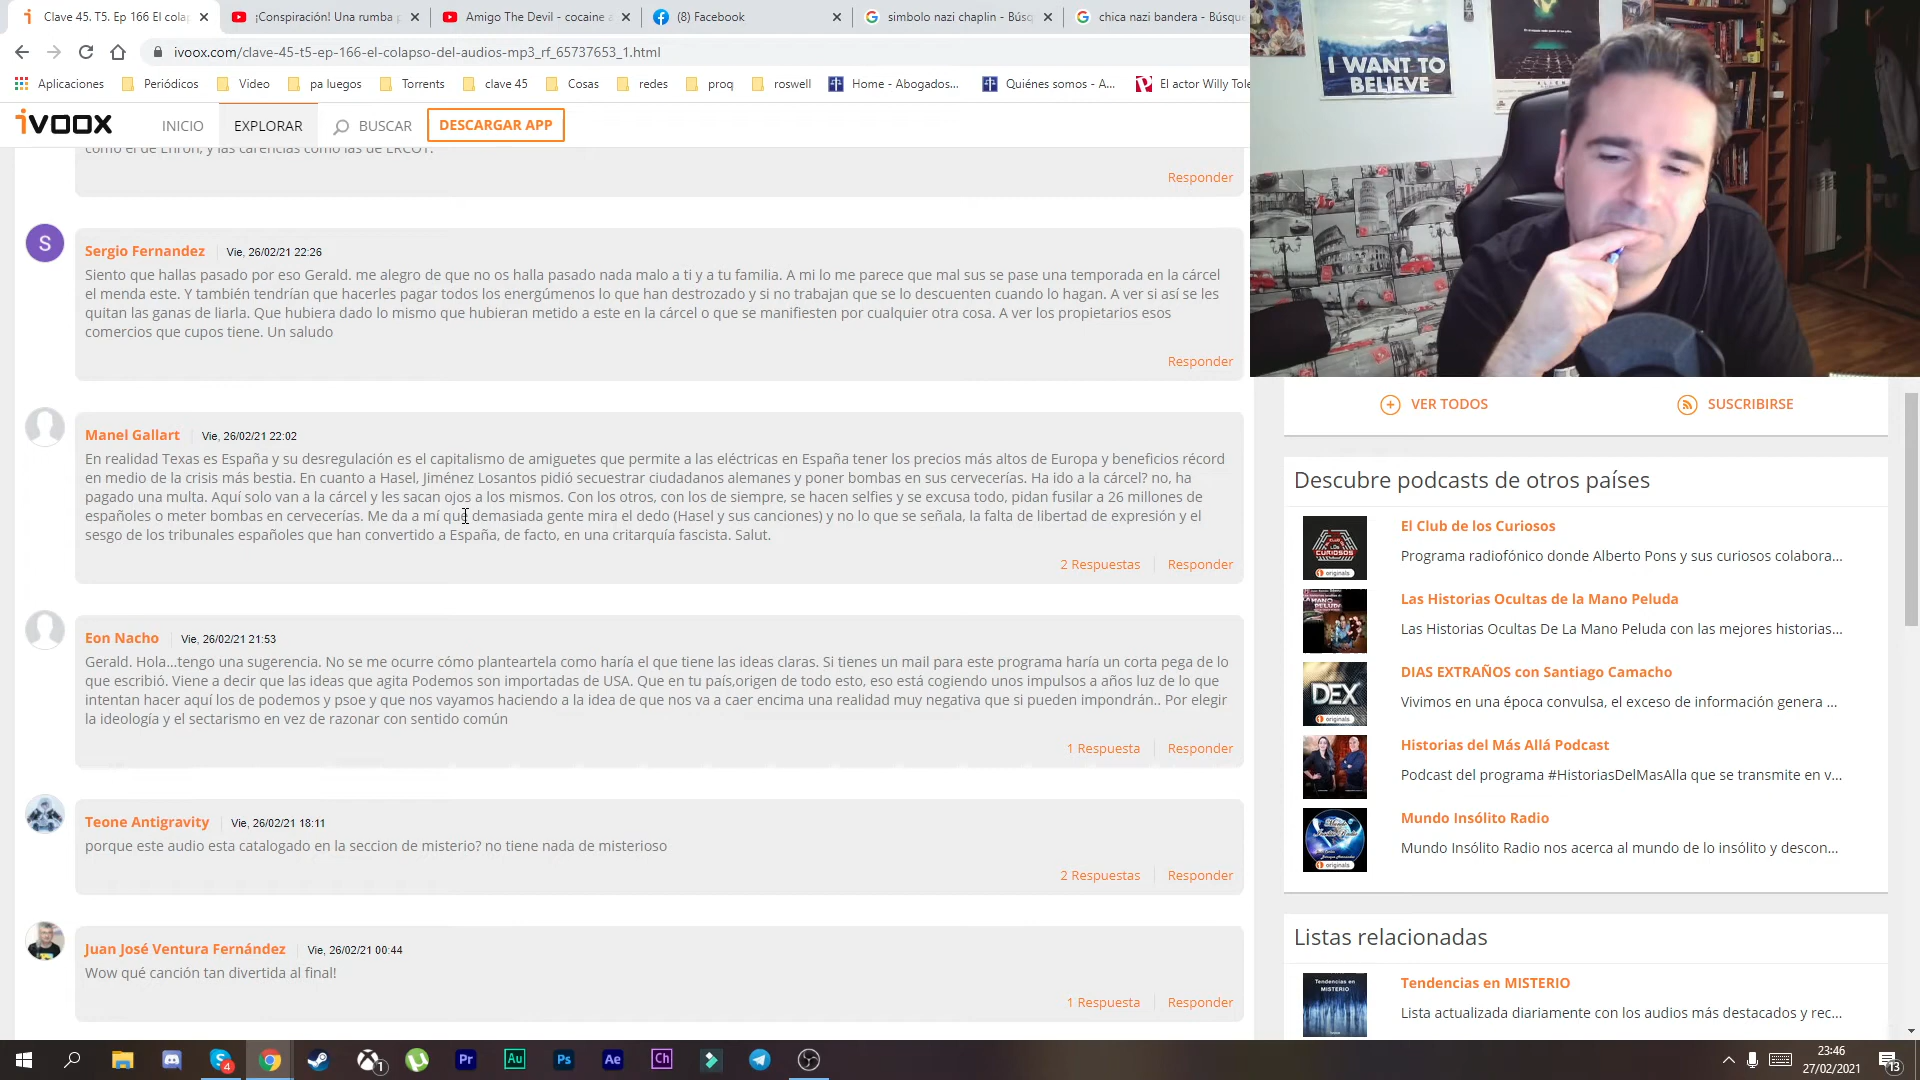 Clave 45. T5. Ep 166 El colap
¡Conspiración! Una rumba p
Amigo The Devil - cocaine a
(8) Facebook
simbolo nazi chaplin - Búsqu
chica nazi bandera - Búsque
ivoox.com/clave-45-t5-ep-166-el-colapso-del-audios-mp3_rf_65737653_1.html
Aplicaciones Periódicos Video pa luegos Torrents clave 45 Cosas redes proq roswell Home - Abogados... Quiénes somos - A... El actor Willy Tole
I WANT TO
BELIEVE
ivoox INICIO EXPLORAR BUSCAR DESCARGAR APP
como el de Enron, y las carencias como las de ERCOT.
Responder
S
Sergio Fernandez Vie, 26/02/21 22:26
Siento que hallas pasado por eso Gerald. me alegro de que no os halla pasado nada malo a ti y a tu familia. A mi lo me parece que mal sus se pase una temporada en la cárcel
el menda este. Y también tendrían que hacerles pagar todos los energúmenos lo que han destrozado y si no trabajan que se lo descuenten cuando lo hagan. A ver si así se les
quitan las ganas de liarla. Que hubiera dado lo mismo que hubieran metido a este en la cárcel o que se manifiesten por cualquier otra cosa. A ver los propietarios esos
comercios que cupos tiene. Un saludo
Responder
Manel Gallart Vie, 26/02/21 22:02
En realidad Texas es España y su desregulación es el capitalismo de amiguetes que permite a las eléctricas en España tener los precios más altos de Europa y beneficios récord
en medio de la crisis más bestia. En cuanto a Hasel, Jiménez Losantos pidió secuestrar ciudadanos alemanes y poner bombas en sus cervecerías. Ha ido a la cárcel? no, ha
pagado una multa. Aquí solo van a la cárcel y les sacan ojos a los mismos. Con los otros, con los de siempre, se hacen selfies y se excusa todo, pidan fusilar a 26 millones de
españoles o meter bombas en cervecerías. Me da a mí que demasiada gente mira el dedo (Hasel y sus canciones) y no lo que se señala, la falta de libertad de expresión y el
sesgo de los tribunales españoles que han convertido a España, de facto, en una critarquía fascista. Salut.
2 Respuestas Responder
Eon Nacho Vie, 26/02/21 21:53
Gerald. Hola...tengo una sugerencia. No se me ocurre cómo planteartela como haría el que tiene las ideas claras. Si tienes un mail para este programa haría un corta pega de lo
que escribió. Viene a decir que las ideas que agita Podemos son importadas de USA. Que en tu país,origen de todo esto, eso está cogiendo unos impulsos a años luz de lo que
intentan hacer aquí los de podemos y psoe y que nos vayamos haciendo a la idea de que nos va a caer encima una realidad muy negativa que si pueden impondrán.. Por elegir
la ideología y el sectarismo en vez de razonar con sentido común
1 Respuesta Responder
Teone Antigravity Vie, 26/02/21 18:11
porque este audio esta catalogado en la seccion de misterio? no tiene nada de misterioso
2 Respuestas Responder
Juan José Ventura Fernández Vie, 26/02/21 00:44
Wow qué canción tan divertida al final!
1 Respuesta Responder
VER TODOS SUSCRIBIRSE
Descubre podcasts de otros países
El Club de los Curiosos
Programa radiofónico donde Alberto Pons y sus curiosos colabora...
Las Historias Ocultas de la Mano Peluda
Las Historias Ocultas De La Mano Peluda con las mejores historias...
DIAS EXTRAÑOS con Santiago Camacho
Vivimos en una época convulsa, el exceso de información genera ...
Historias del Más Allá Podcast
Podcast del programa #HistoriasDelMasAlla que se transmite en v...
Mundo Insólito Radio
Mundo Insólito Radio nos acerca al mundo de lo insólito y descon...
Listas relacionadas
Tendencias en MISTERIO
Lista actualizada diariamente con los audios más destacados y rec...
4 1 Pr Au Ps Ae Ch
23:46
27/02/2021
13